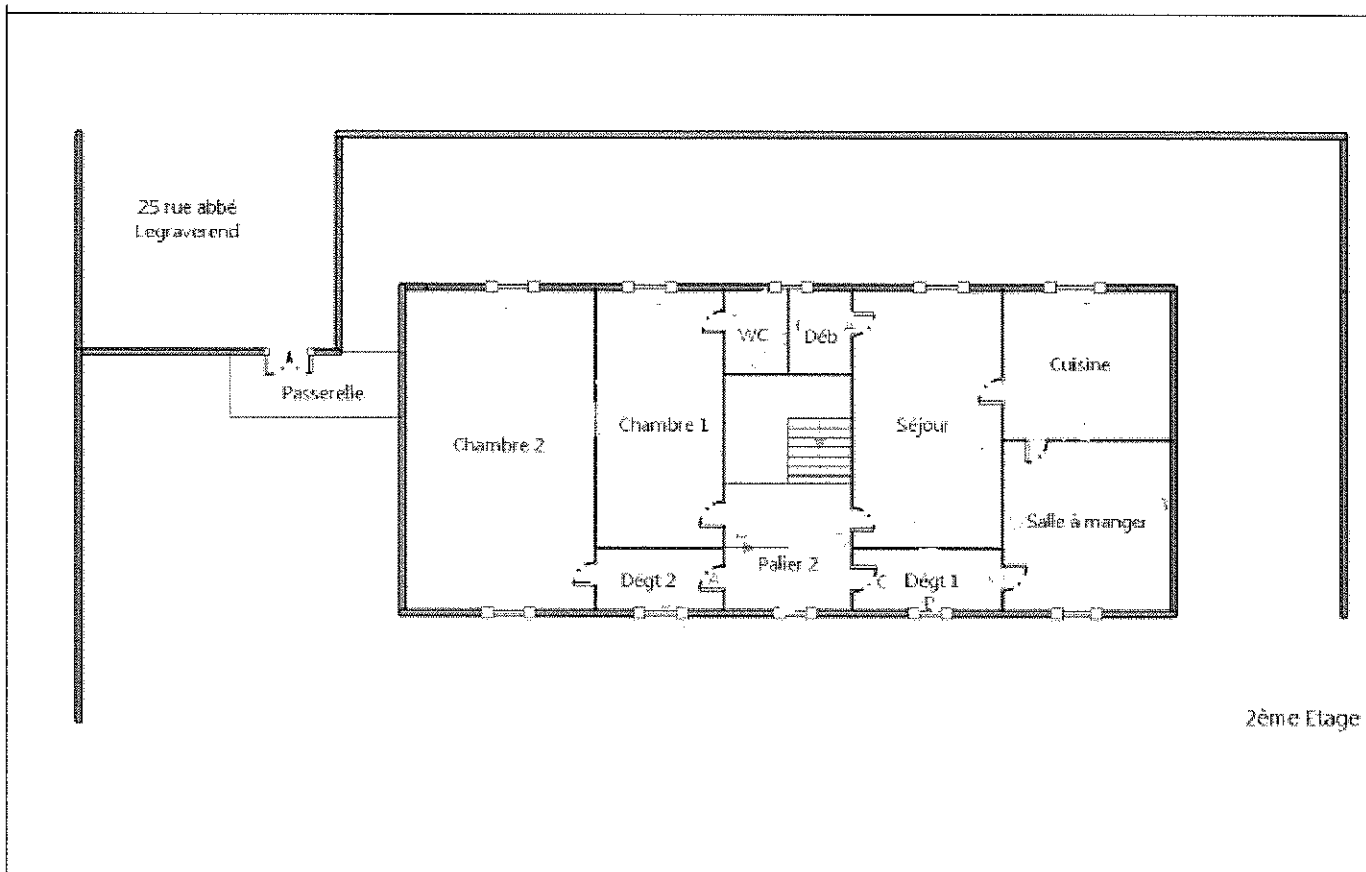 25 rue abbé
Legraverend
Passerelle
WC
Déb
Cuisine
Chambre 2
Chambre 1
Séjour
Salle à manger
Palier 2
Dégt 2
A
C
Dégt 1
2ème Etage